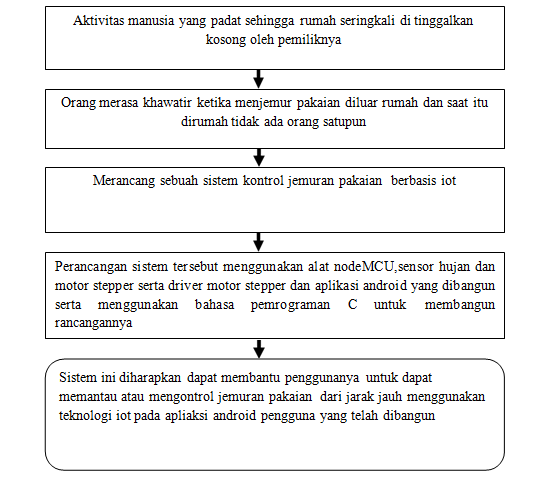 Aktivitas manusia yang padat sehingga rumah seringkali di tinggalkan
kosong oleh pemiliknya
Orang merasa khawatir ketika menjemur pakaian diluar rumah dan saat itu
dirumah tidak ada orang satupun
Merancang sebuah sistem kontrol jemuran pakaian berbasis iot
Perancangan sistem tersebut menggunakan alat nodeMCU,sensor hujan dan
motor stepper serta driver motor stepper dan aplikasi android yang dibangun
serta menggunakan bahasa pemrograman C untuk membangun
rancangannya
Sistem ini diharapkan dapat membantu penggunanya untuk dapat
memantau atau mengontrol jemuran pakaian dari jarak jauh menggunakan
teknologi iot pada apliaksi android pengguna yang telah dibangun